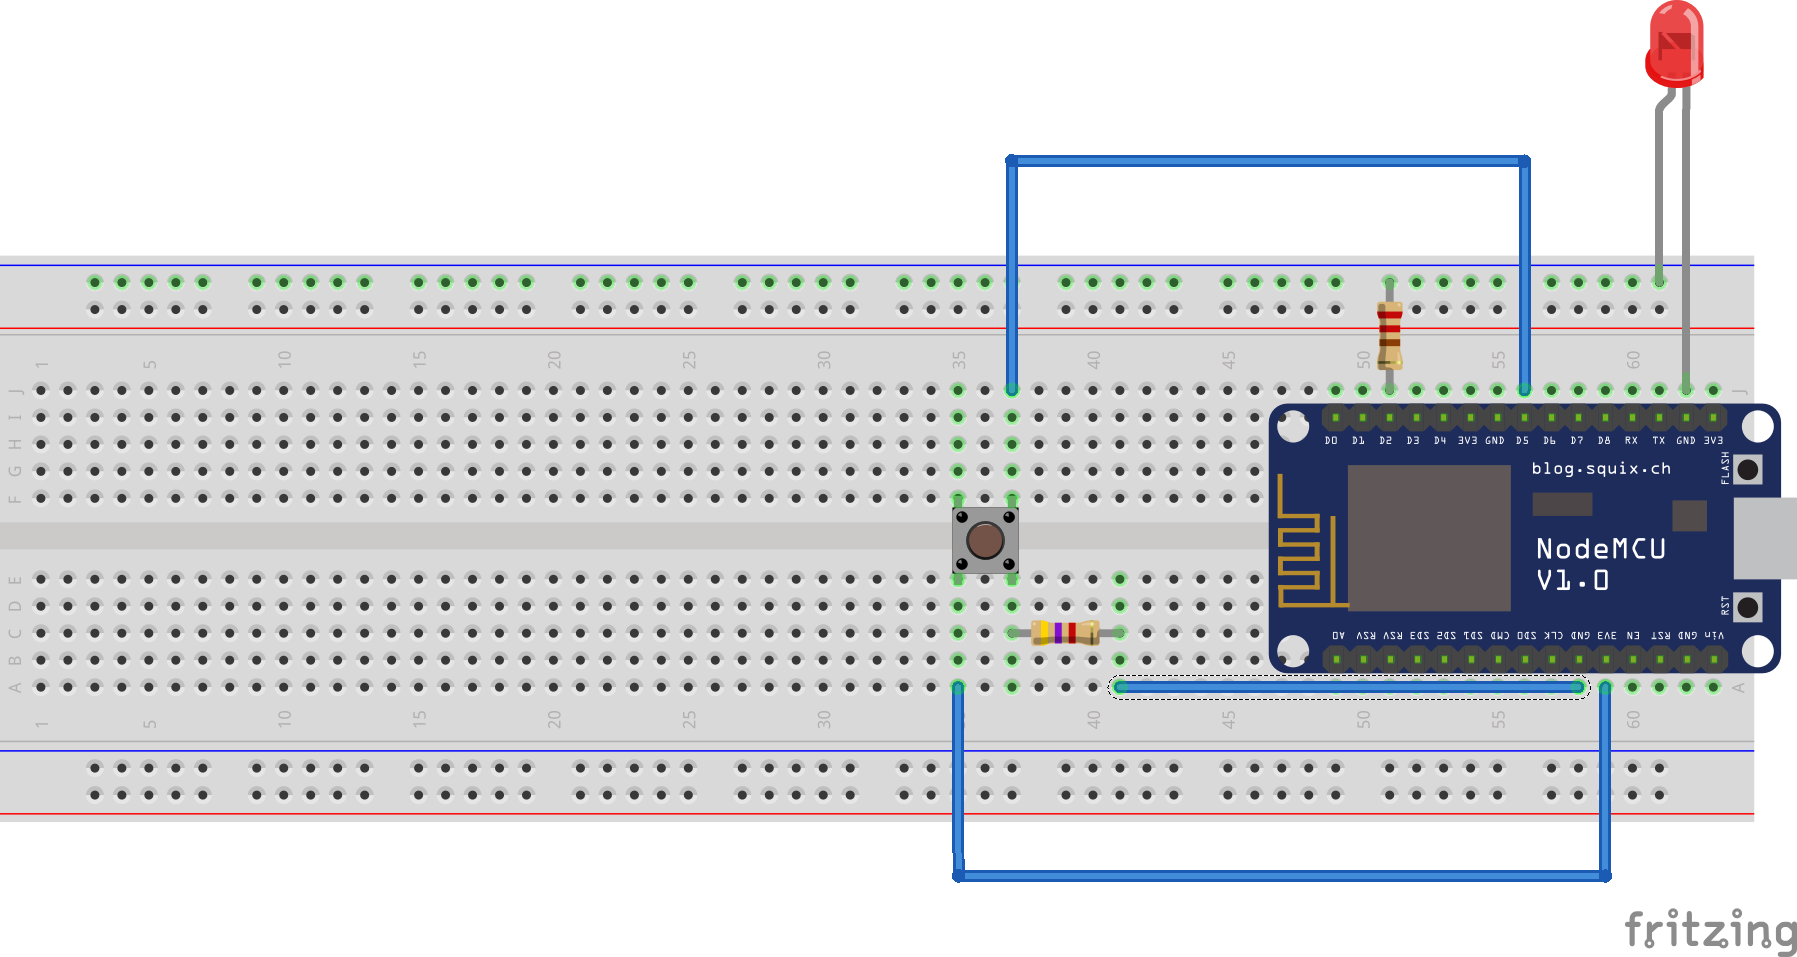 1 5 10 15 20 25 30 35 40 45 50 55 60
J J
I
H
G
F
D0 D1 D2 D3 D4 3V3 GND D5 D6 D7 D8 RX TX GND 3V3
blog.squix.ch
FLASH
NodeMCU
V1.0
RST
E
D
C
B
A A
A0 RSV RSV SD3 SD2 SD1 CMD SD0 CLK GND 3V3 EN RST GND Vin
1 5 10 15 20 25 30 40 45 50 55 60
fritzing